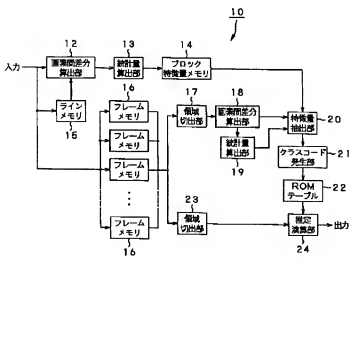 10
12
13
14
入力
画素間差分
算出部
統計量
算出部
ブロック
特徴量メモリ
16
17
18
ライン
メモリ
15
フレーム
メモリ
領域
切出部
画素間差分
算出部
特徴量
抽出部
20
フレーム
メモリ
統計量
算出部
19
クラスコード
発生部
21
フレーム
メモリ
ROM
テーブル
22
23
フレーム
メモリ
16
領域
切出部
推定
演算部
24
出力